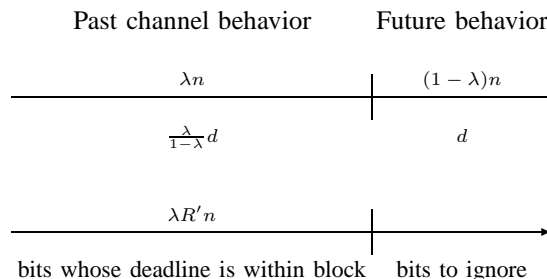 Past channel behavior Future behavior
λn (1 − λ)n
λ/(1−λ) d d
λR′n
bits whose deadline is within block bits to ignore